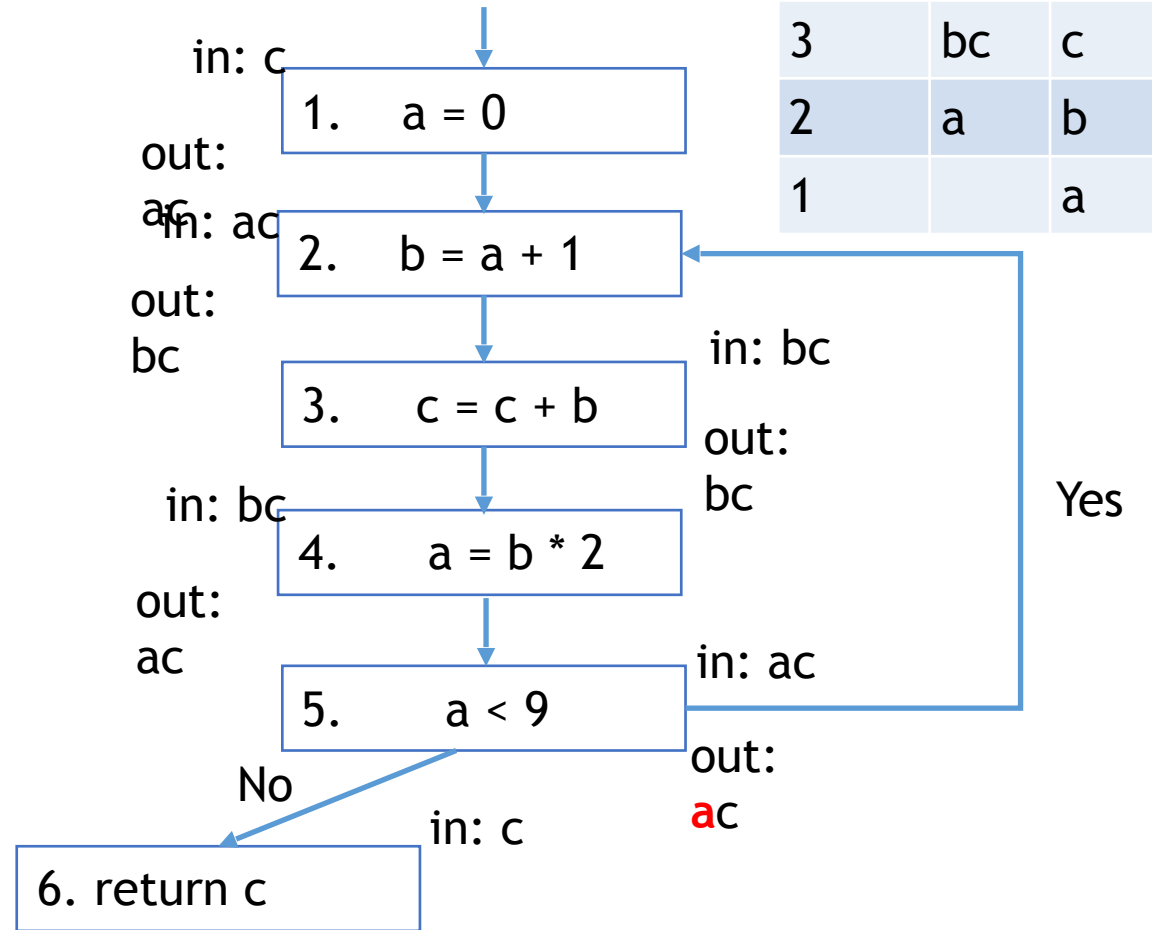 in: c
1. a = 0
out:
ac
in: ac
2. b = a + 1
out:
bc
in: bc
3. c = c + b
out:
bc
in: bc
4. a = b * 2
out:
ac
in: ac
5. a < 9
out:
ac
Yes
No
in: c
6. return c
3 bc c
2 a b
1 a